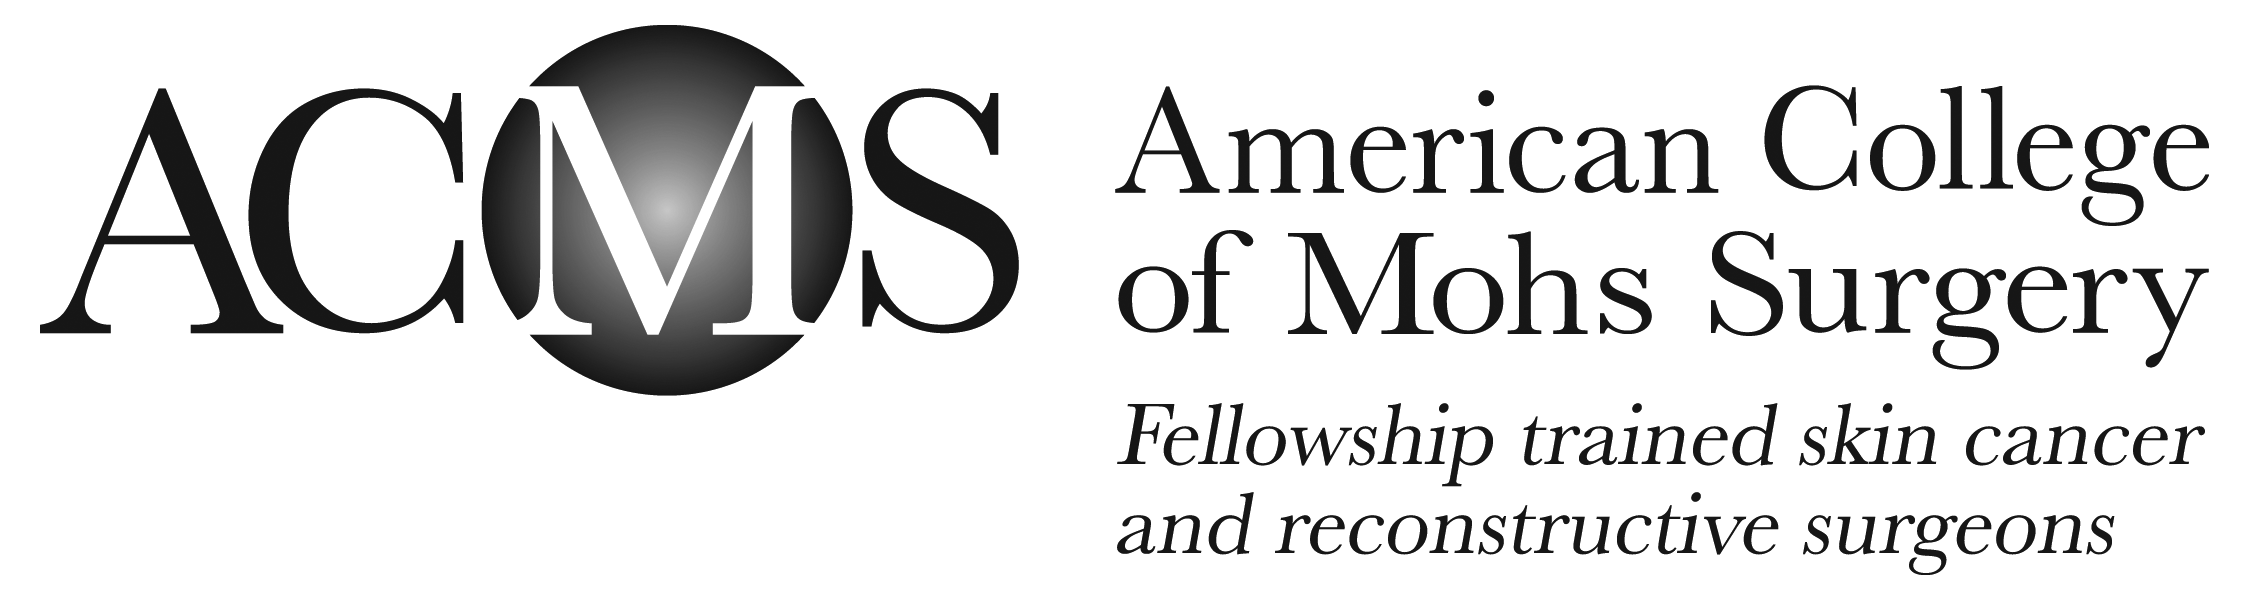 ACMS
American College
of Mohs Surgery
Fellowship trained skin cancer
and reconstructive surgeons